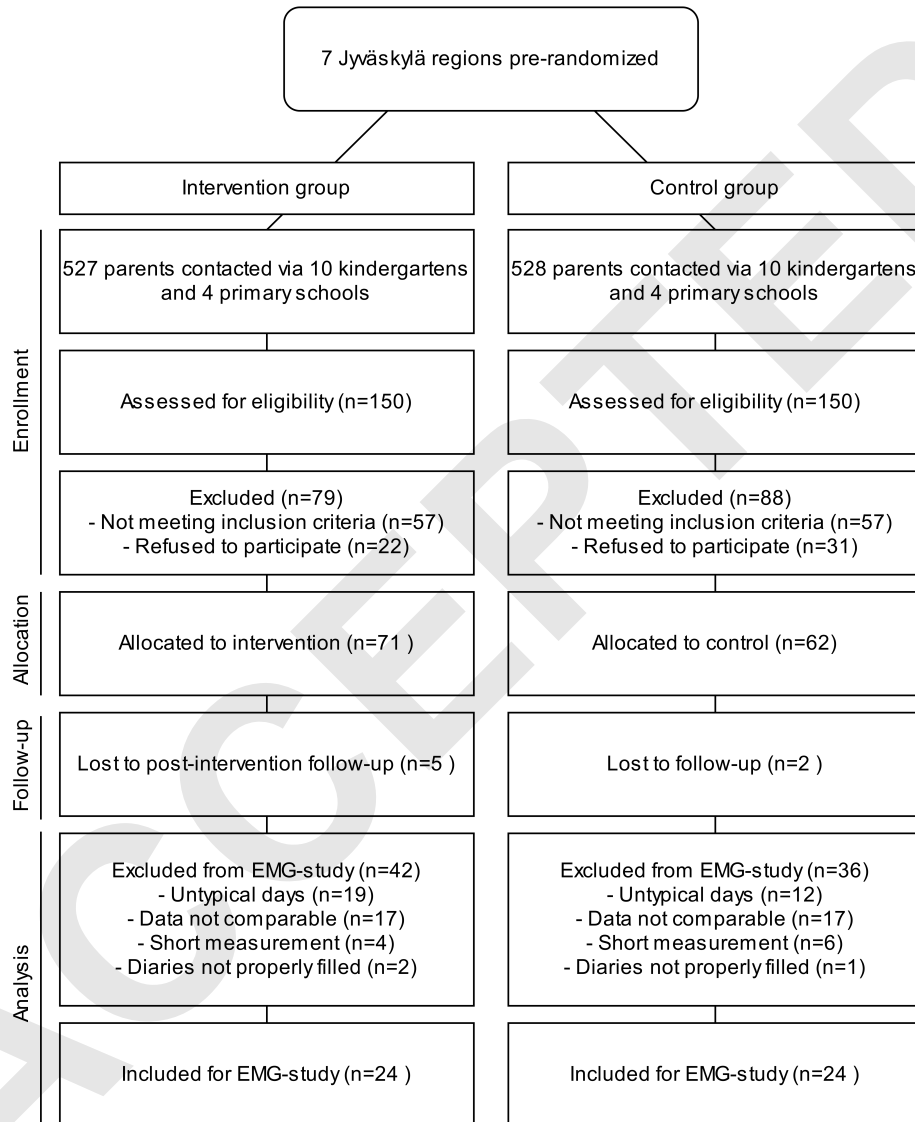 7 Jyväskylä regions pre-randomized
Intervention group
Control group
Enrollment
527 parents contacted via 10 kindergartens
and 4 primary schools
528 parents contacted via 10 kindergartens
and 4 primary schools
Assessed for eligibility (n=150)
Assessed for eligibility (n=150)
Excluded (n=79)
- Not meeting inclusion criteria (n=57)
- Refused to participate (n=22)
Excluded (n=88)
- Not meeting inclusion criteria (n=57)
- Refused to participate (n=31)
Allocation
Allocated to intervention (n=71 )
Allocated to control (n=62)
Follow-up
Lost to post-intervention follow-up (n=5 )
Lost to follow-up (n=2 )
Analysis
Excluded from EMG-study (n=42)
- Untypical days (n=19)
- Data not comparable (n=17)
- Short measurement (n=4)
- Diaries not properly filled (n=2)
Excluded from EMG-study (n=36)
- Untypical days (n=12)
- Data not comparable (n=17)
- Short measurement (n=6)
- Diaries not properly filled (n=1)
Included for EMG-study (n=24 )
Included for EMG-study (n=24 )
ACCEPTED